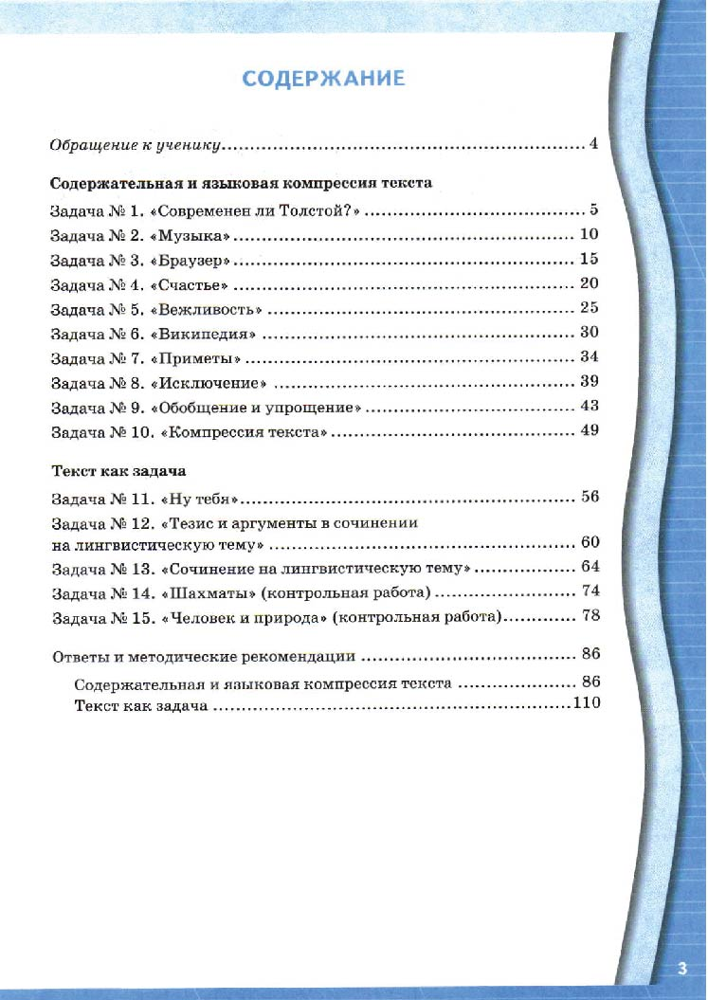 СОДЕРЖАНИЕ
Обращение к ученику.......................................................... 4
Содержательная и языковая компрессия текста
Задача № 1. «Современен ли Толстой?» ....................................... 5
Задача № 2. «Музыка» ........................................................ 10
Задача № 3. «Браузер» ........................................................ 15
Задача № 4. «Счастье» ........................................................ 20
Задача № 5. «Вежливость» .................................................. 25
Задача № 6. «Википедия» ................................................... 30
Задача № 7. «Приметы» ...................................................... 34
Задача № 8. «Исключение» ................................................. 39
Задача № 9. «Обобщение и упрощение» .................................. 43
Задача № 10. «Компрессия текста» ....................................... 49
Текст как задача
Задача № 11. «Ну тебя» ...................................................... 56
Задача № 12. «Тезис и аргументы в сочинении
на лингвистическую тему» ................................................. 60
Задача № 13. «Сочинение на лингвистическую тему» ................. 64
Задача № 14. «Шахматы» (контрольная работа) ....................... 74
Задача № 15. «Человек и природа» (контрольная работа)............ 78
Ответы и методические рекомендации ................................... 86
Содержательная и языковая компрессия текста ................... 86
Текст как задача .........................................................110
3